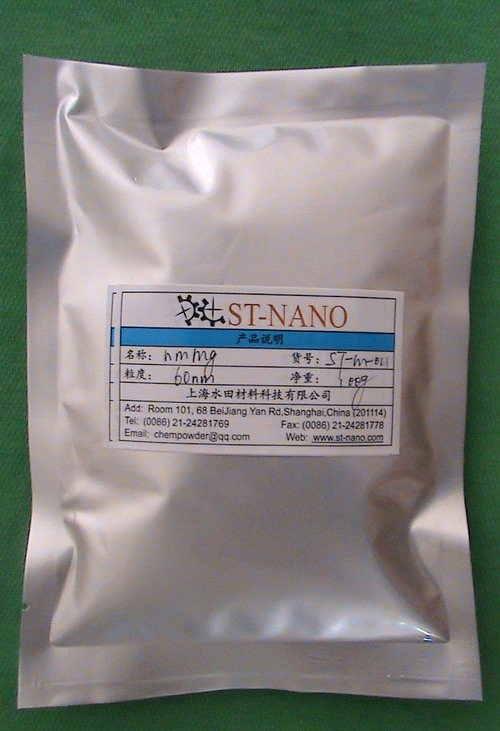 ST-NANO
产品说明
名称: nmMg 货号: ST-m-
粒度: 60nm 净重: 100g
上海水田材料科技有限公司
Add: Room 101, 68 BeiJiang Yan Rd,Shanghai,China (201114)
Tel: (0086) 21-24281769 Fax: (0086) 21-24281778
Email: chempowder@qq.com Web: www.st-nano.com